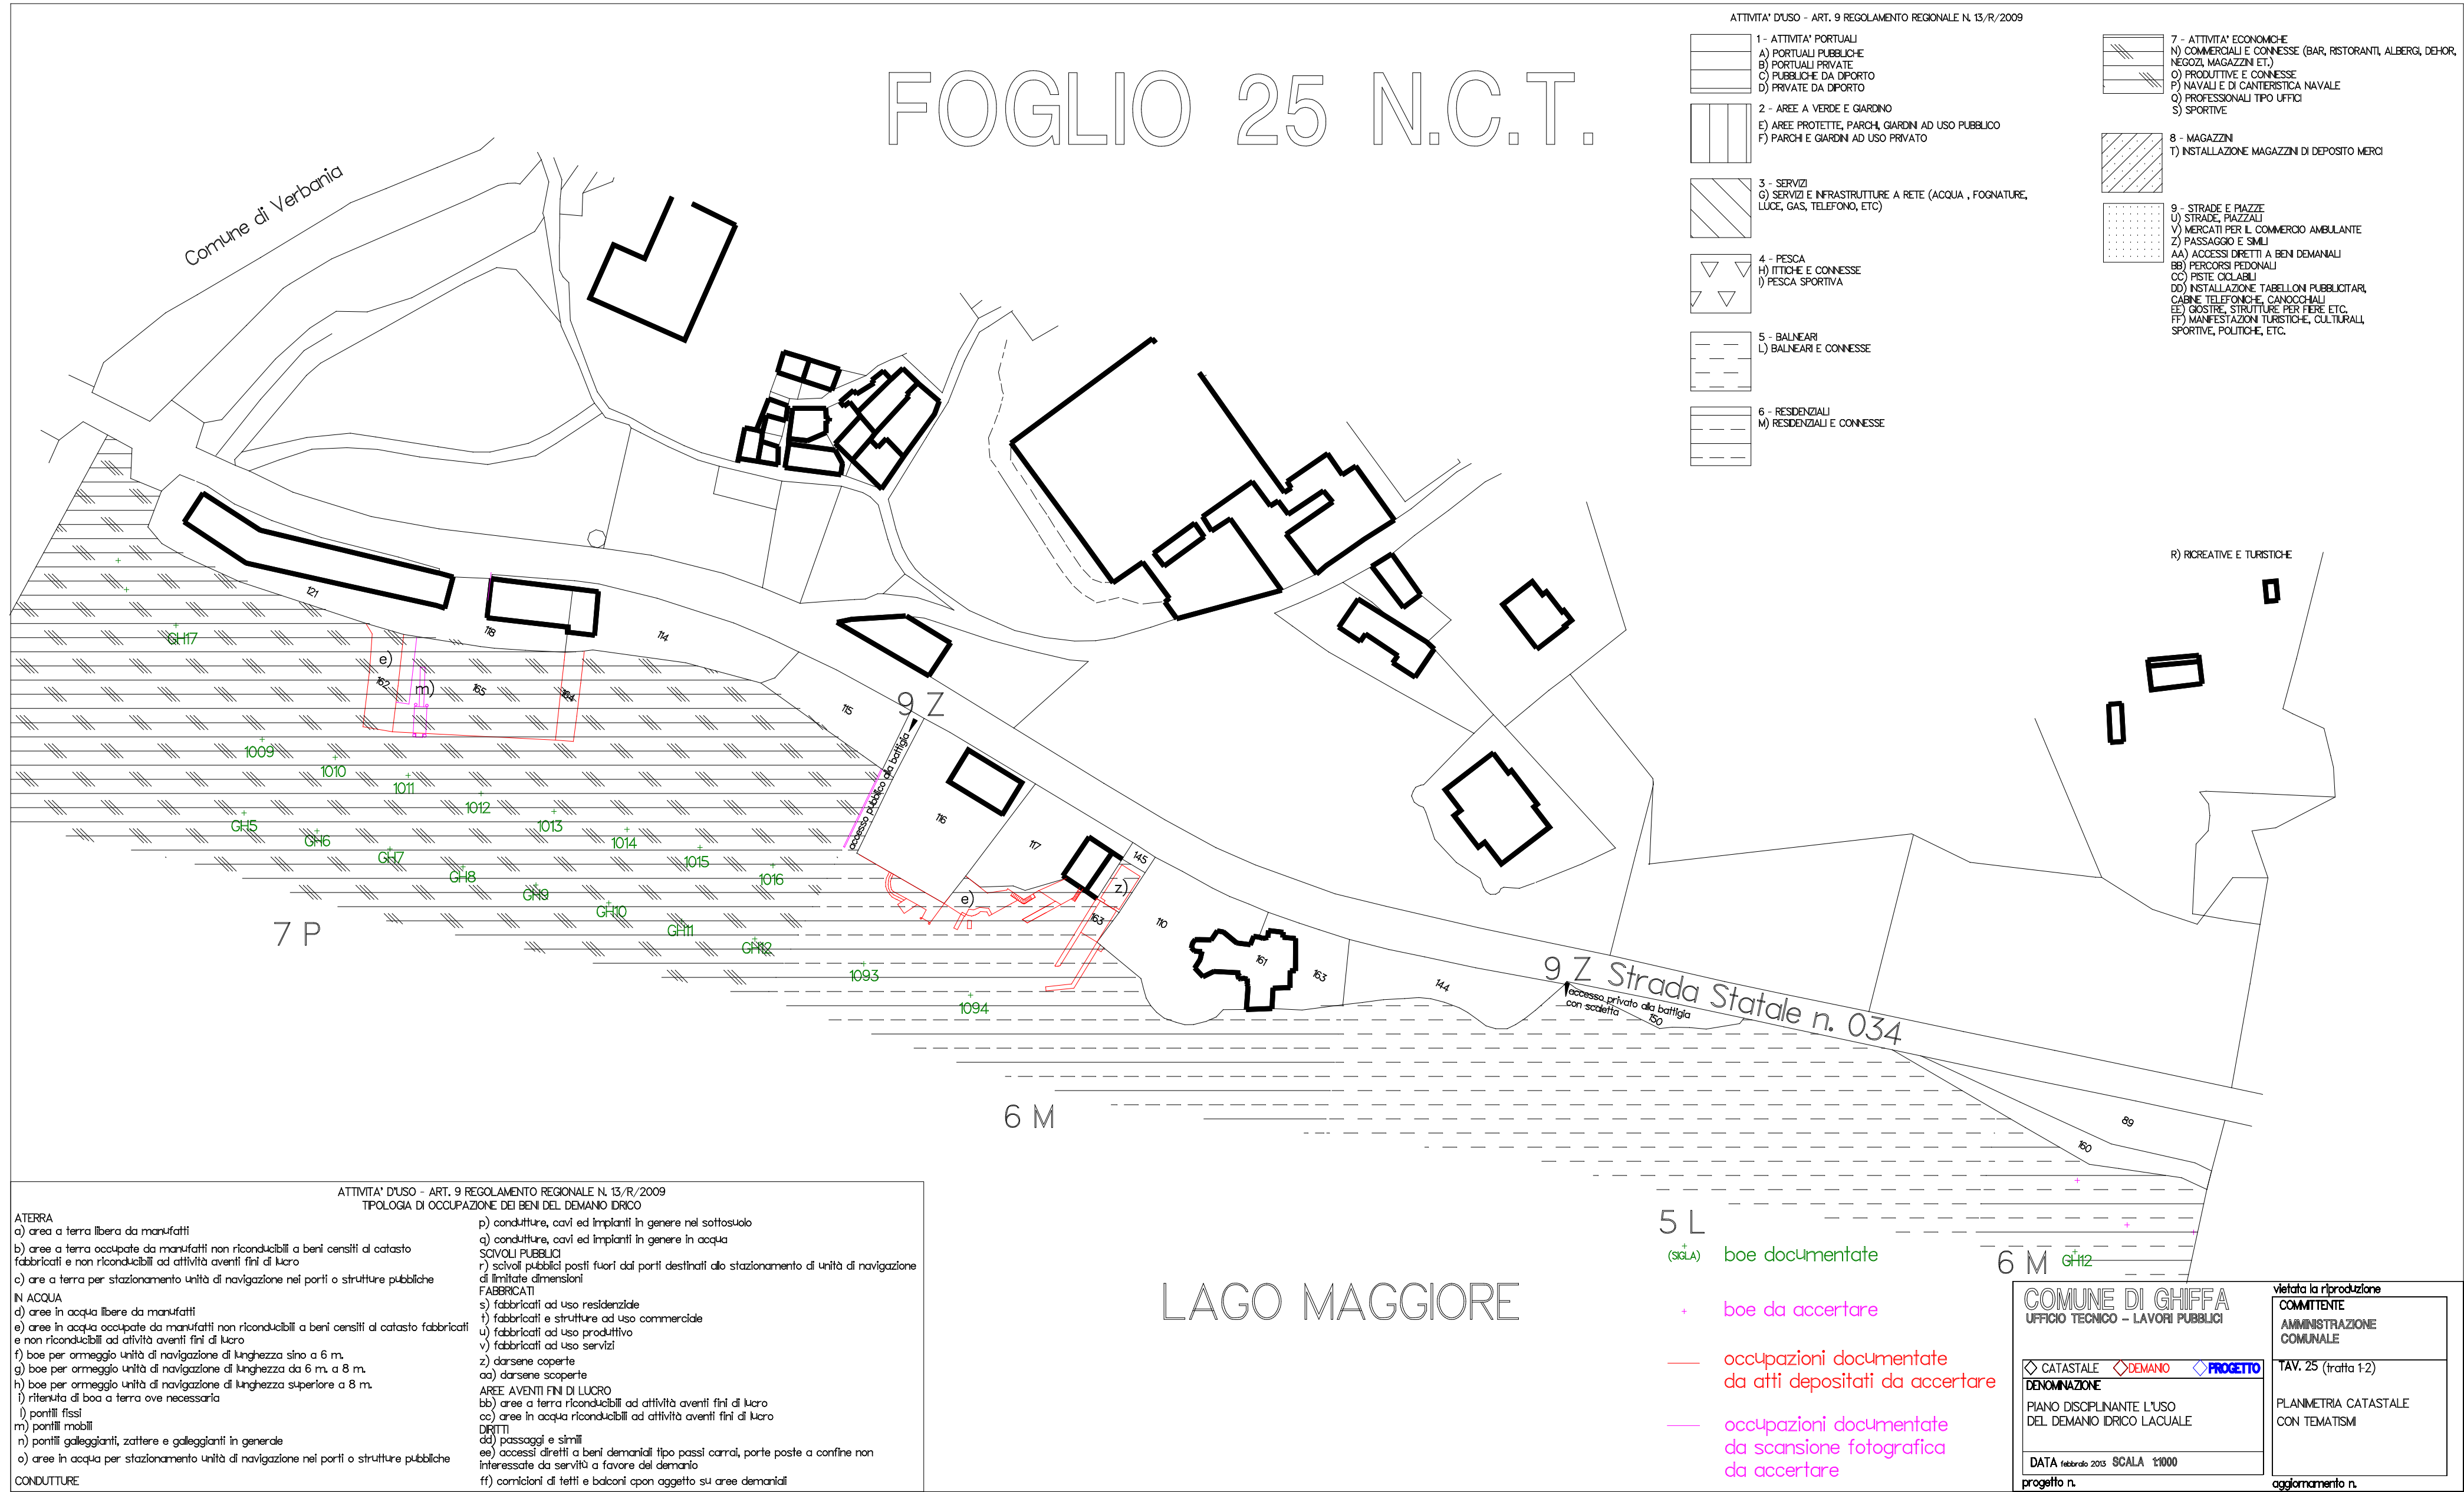 FOGLIO 25 N.C.T.
ATTIVITA' D'USO - ART. 9 REGOLAMENTO REGIONALE N. 13/R/2009
1 - ATTIVITA' PORTUALI
A) PORTUALI PUBBLICHE
B) PORTUALI PRIVATE
C) PUBBLICHE DA DIPORTO
D) PRIVATE DA DIPORTO
2 - AREE A VERDE E GIARDINO
E) AREE PROTETTE, PARCHI, GIARDINI AD USO PUBBLICO
F) PARCHI E GIARDINI AD USO PRIVATO
3 - SERVIZI
G) SERVIZI E INFRASTRUTTURE A RETE (ACQUA , FOGNATURE,
LUCE, GAS, TELEFONO, ETC)
4 - PESCA
H) ITTICHE E CONNESSE
I) PESCA SPORTIVA
5 - BALNEARI
L) BALNEARI E CONNESSE
6 - RESIDENZIALI
M) RESIDENZIALI E CONNESSE
7 - ATTIVITA' ECONOMICHE
N) COMMERCIALI E CONNESSE (BAR, RISTORANTI, ALBERGI, DEHOR,
NEGOZI, MAGAZZINI ET.)
O) PRODUTTIVE E CONNESSE
P) NAVALI E DI CANTIERISTICA NAVALE
Q) PROFESSIONALI TIPO UFFICI
S) SPORTIVE
8 - MAGAZZINI
T) INSTALLAZIONE MAGAZZINI DI DEPOSITO MERCI
9 - STRADE E PIAZZE
U) STRADE, PIAZZALI
V) MERCATI PER IL COMMERCIO AMBULANTE
Z) PASSAGGIO E SIMILI
AA) ACCESSI DIRETTI A BENI DEMANIALI
BB) PERCORSI PEDONALI
CC) PISTE CICLABILI
DD) INSTALLAZIONE TABELLONI PUBBLICITARI,
CABINE TELEFONICHE, CANOCCHIALI
EE) GIOSTRE, STRUTTURE PER FIERE ETC.
FF) MANIFESTAZIONI TURISTICHE, CULTIURALI,
SPORTIVE, POLITICHE, ETC.
R) RICREATIVE E TURISTICHE
Comune di Verbania
121
118
114
GH17
e)
162
m)
165
164
115
9 Z
accesso pubblico alla battigia
1009
1010
1011
1012
1013
1014
1015
1016
GH5
GH6
GH7
GH8
GH9
GH10
GH11
GH12
1093
1094
116
117
145
z)
e)
163
110
161
163
144
7 P
9 Z Strada Statale n. 034
accesso privato alla battigia
con scaletta
150
89
160
6 M
5 L
6 M
GH12
LAGO MAGGIORE
(SIGLA)
boe documentate
boe da accertare
occupazioni documentate
da atti depositati da accertare
occupazioni documentate
da scansione fotografica
da accertare
ATTIVITA' D'USO - ART. 9 REGOLAMENTO REGIONALE N. 13/R/2009
TIPOLOGIA DI OCCUPAZIONE DEI BENI DEL DEMANIO IDRICO
ATERRA
a) area a terra libera da manufatti
b) aree a terra occupate da manufatti non riconducibili a beni censiti al catasto
fabbricati e non riconducibili ad attività aventi fini di lucro
c) are a terra per stazionamento unità di navigazione nei porti o strutture pubbliche
IN ACQUA
d) aree in acqua libere da manufatti
e) aree in acqua occupate da manufatti non riconducibili a beni censiti al catasto fabbricati
e non riconducibili ad atività aventi fini di lucro
f) boe per ormeggio unità di navigazione di lunghezza sino a 6 m.
g) boe per ormeggio unità di navigazione di lunghezza da 6 m. a 8 m.
h) boe per ormeggio unità di navigazione di lunghezza superiore a 8 m.
i) ritenuta di boa a terra ove necessaria
l) pontili fissi
m) pontili mobili
n) pontili galleggianti, zattere e galleggianti in generale
o) aree in acqua per stazionamento unità di navigazione nei porti o strutture pubbliche
CONDUTTURE
p) condutture, cavi ed impianti in genere nel sottosuolo
q) condutture, cavi ed impianti in genere in acqua
SCIVOLI PUBBLICI
r) scivoli pubblici posti fuori dai porti destinati allo stazionamento di unità di navigazione
di limitate dimensioni
FABBRICATI
s) fabbricati ad uso residenziale
t) fabbricati e strutture ad uso commerciale
u) fabbricati ad uso produttivo
v) fabbricati ad uso servizi
z) darsene coperte
aa) darsene scoperte
AREE AVENTI FINI DI LUCRO
bb) aree a terra riconducibili ad attività aventi fini di lucro
cc) aree in acqua riconducibili ad attività aventi fini di lucro
DIRITTI
dd) passaggi e simili
ee) accessi diretti a beni demaniali tipo passi carrai, porte poste a confine non
interessate da servitù a favore del demanio
ff) cornicioni di tetti e balconi cpon aggetto su aree demaniali
COMUNE DI GHIFFA
UFFICIO TECNICO - LAVORI PUBBLICI
CATASTALE DEMANIO PROGETTO
DENOMINAZIONE
PIANO DISCIPLINANTE L'USO
DEL DEMANIO IDRICO LACUALE
DATA febbraio 2013 SCALA 1:1000
progetto n.
vietata la riproduzione
COMMITTENTE
AMMINISTRAZIONE
COMUNALE
TAV. 25 (tratta 1-2)
PLANIMETRIA CATASTALE
CON TEMATISMI
aggiornamento n.